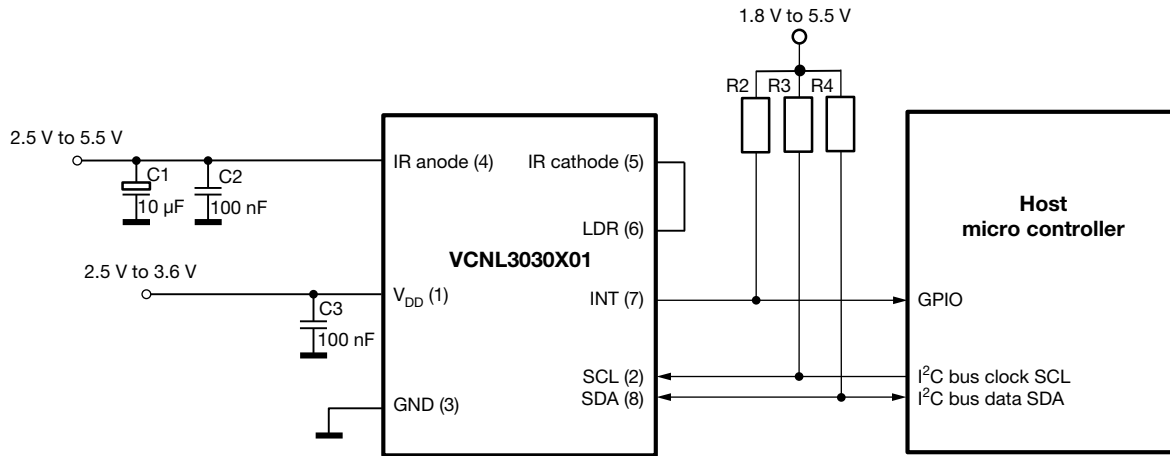 1.8 V to 5.5 V
R2 R3 R4
2.5 V to 5.5 V
C1
10 µF
C2
100 nF
IR anode (4)
IR cathode (5)
LDR (6)
VCNL3030X01
Host
micro controller
2.5 V to 3.6 V
C3
100 nF
V_DD (1)
INT (7)
GPIO
SCL (2)
I²C bus clock SCL
SDA (8)
I²C bus data SDA
GND (3)